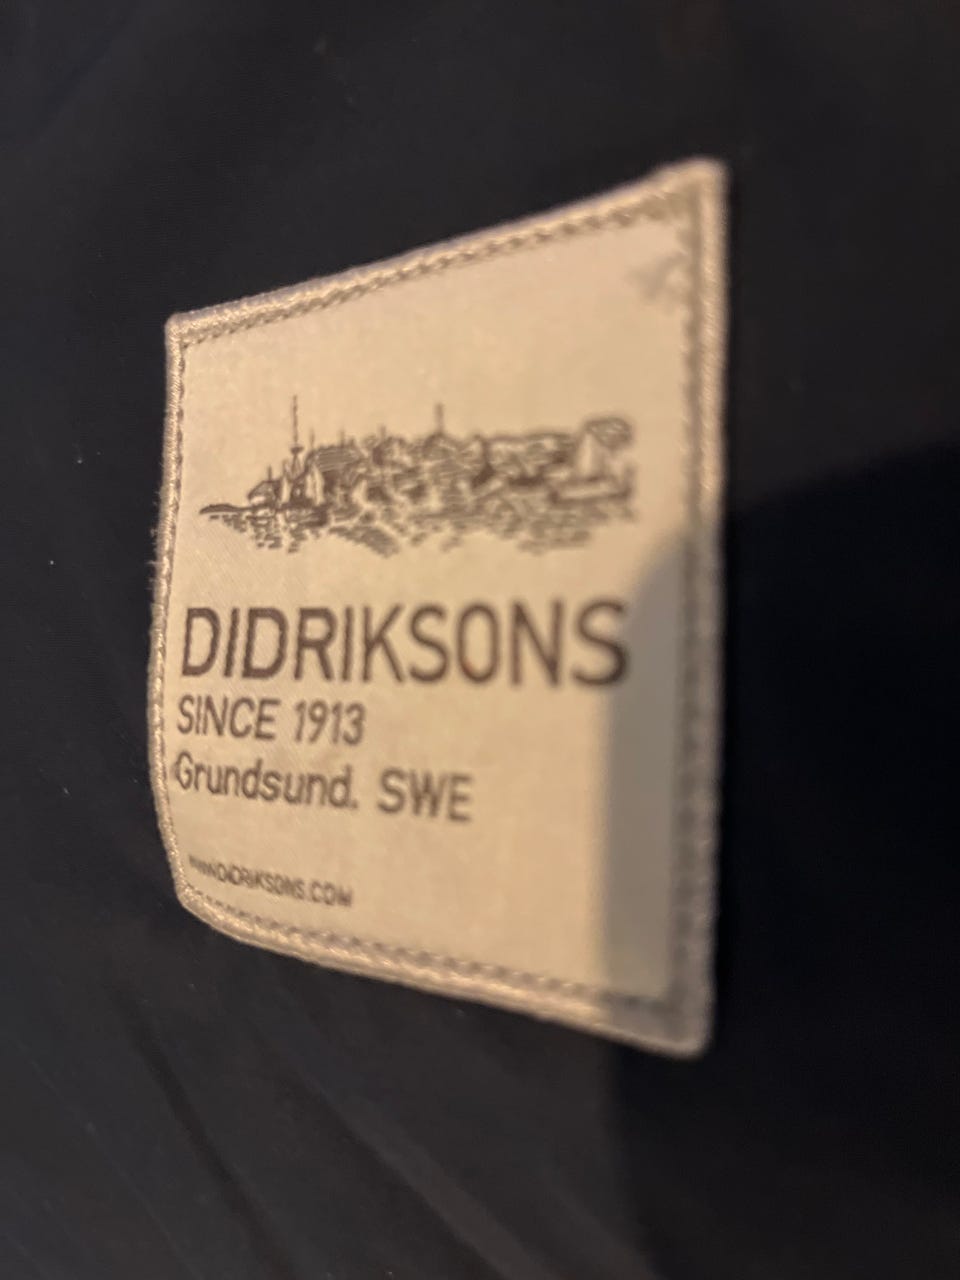 DIDRIKSONS
SINCE 1913
Grundsund. SWE
WWW.DIDRIKSONS.COM